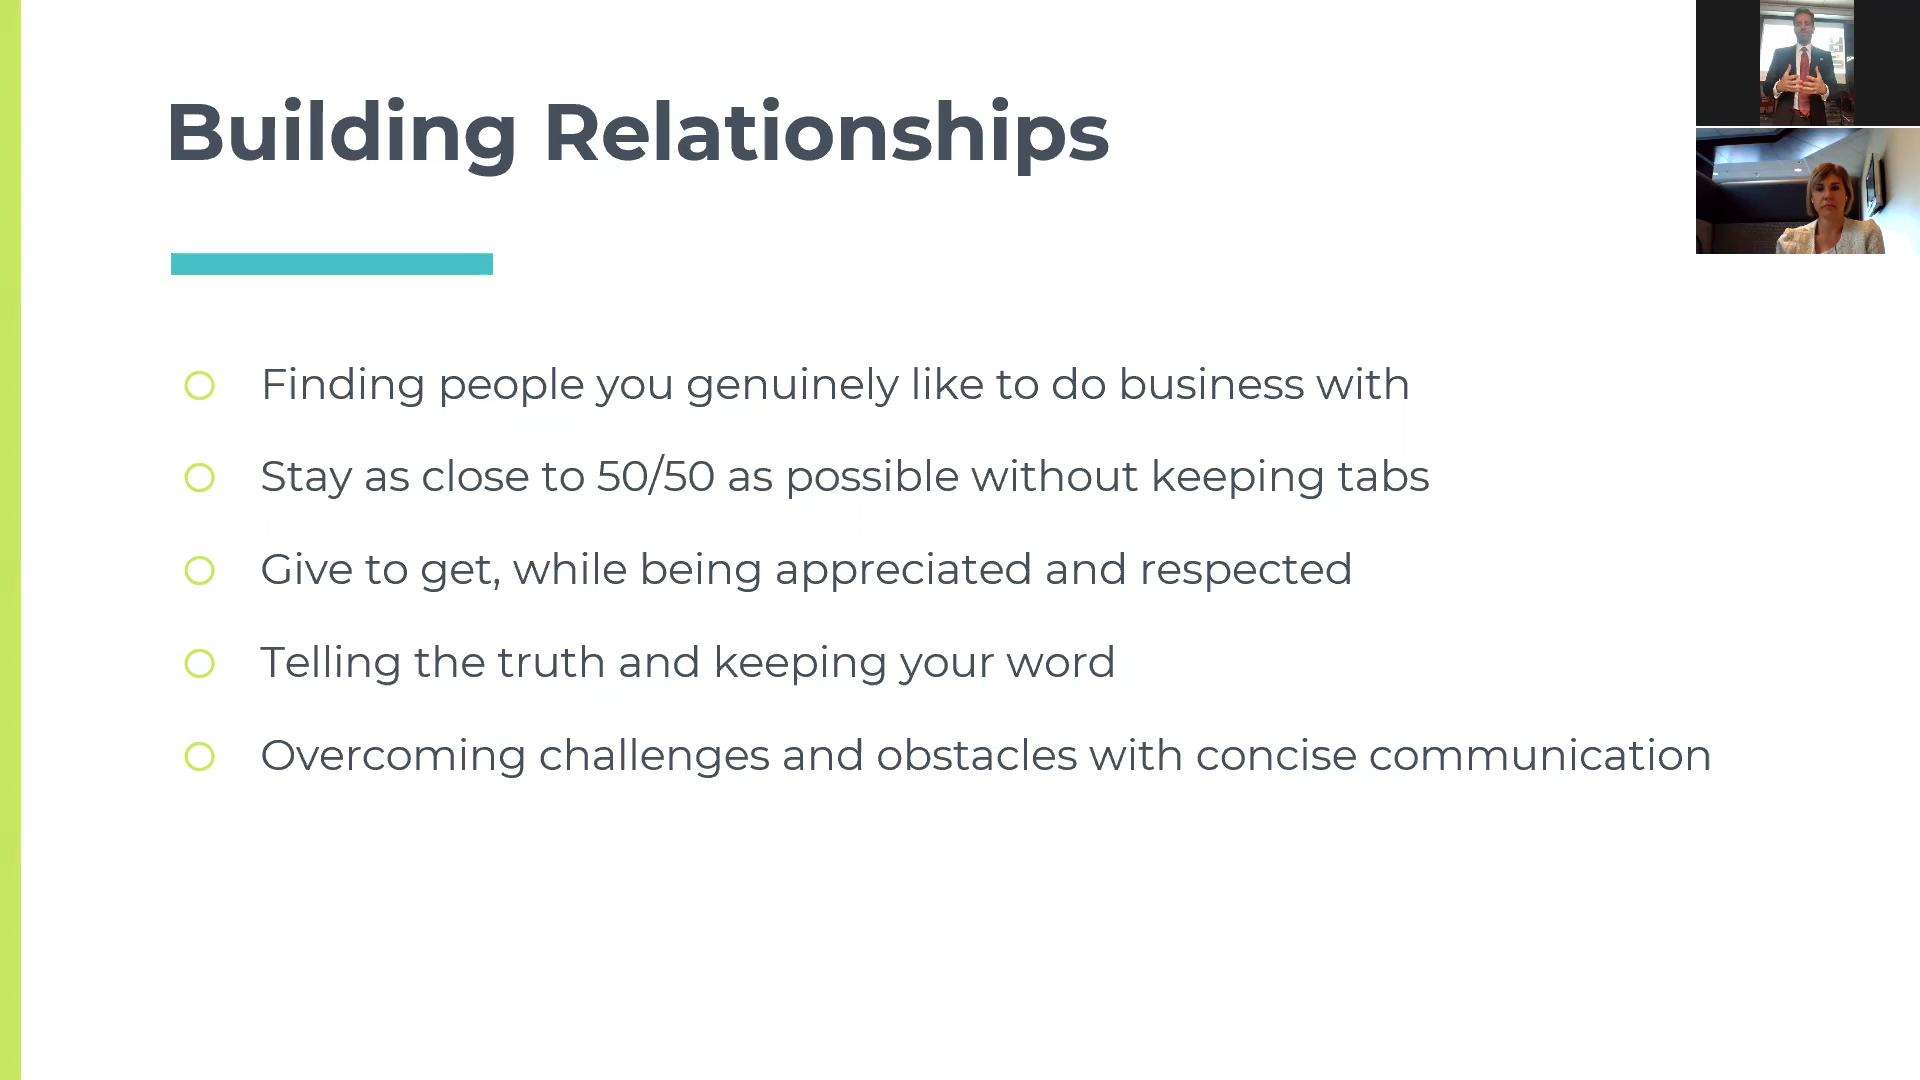 Building Relationships
Finding people you genuinely like to do business with
Stay as close to 50/50 as possible without keeping tabs
Give to get, while being appreciated and respected
Telling the truth and keeping your word
Overcoming challenges and obstacles with concise communication